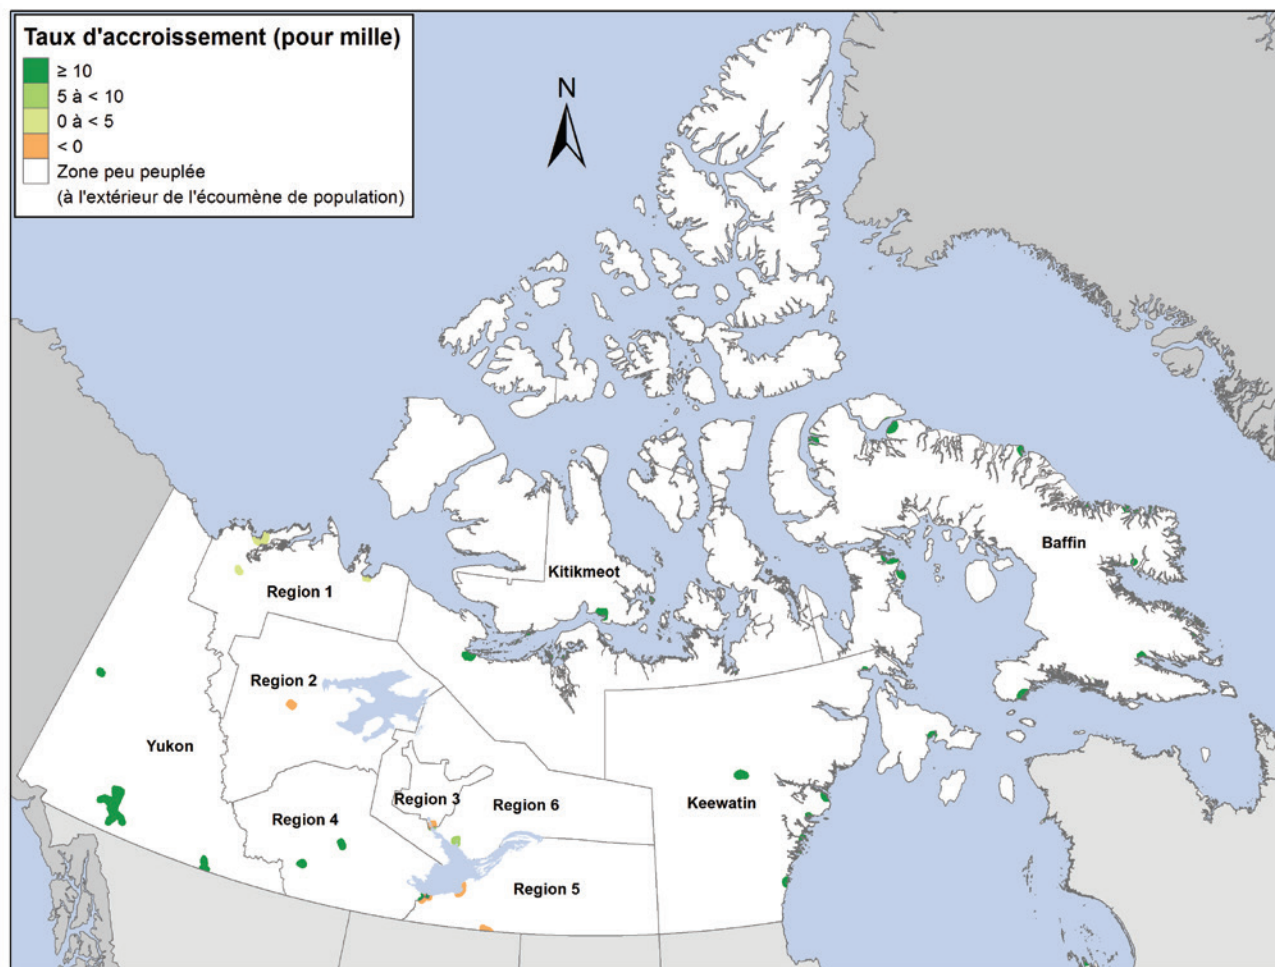 Taux d'accroissement (pour mille)
≥ 10
5 à < 10
0 à < 5
< 0
Zone peu peuplée
(à l'extérieur de l'écoumène de population)
N
Baffin
Kitikmeot
Region 1
Region 2
Yukon
Region 3
Region 6
Keewatin
Region 4
Region 5